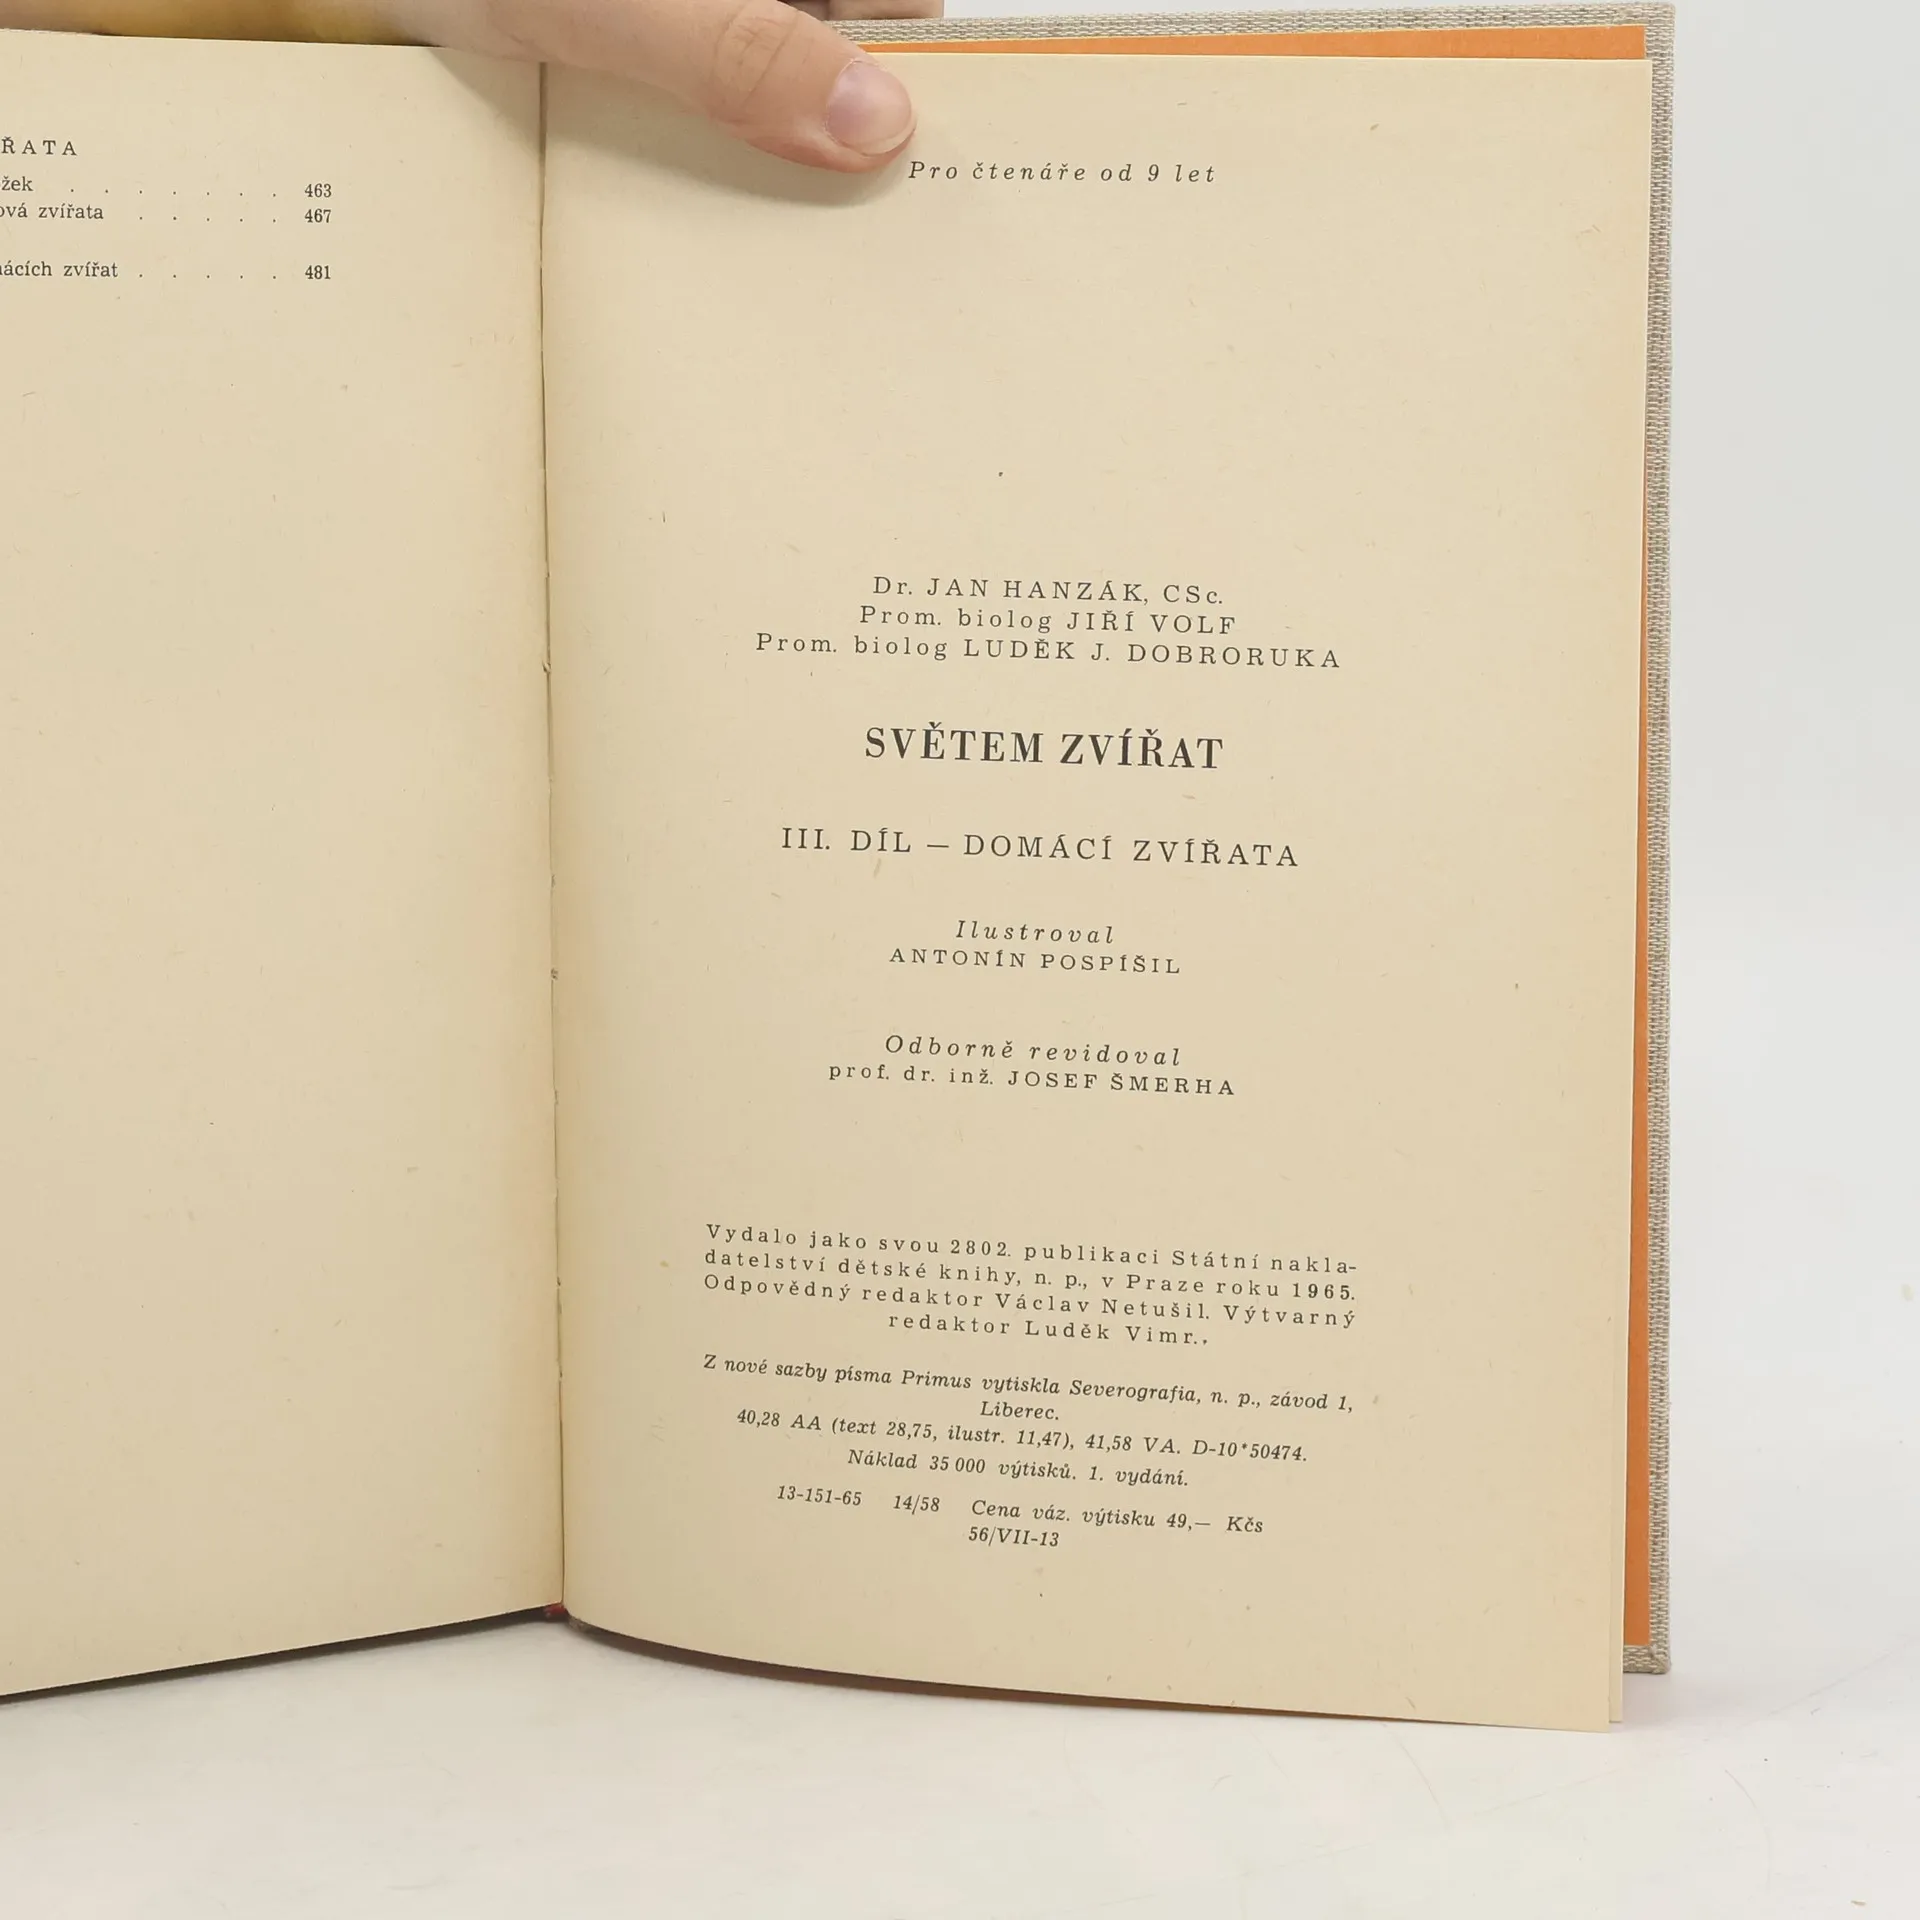 ŘATA
žek . . . . . . . 463
ová zvířata . . . . . 467
ácích zvířat . . . . . 481
Pro čtenáře od 9 let
Dr. JAN HANZÁK, CSc.
Prom. biolog JIŘÍ VOLF
Prom. biolog LUDĚK J. DOBRORUKA
SVĚTEM ZVÍŘAT
III. DÍL — DOMÁCÍ ZVÍŘATA
Ilustroval
ANTONÍN POSPÍŠIL
Odborně revidoval
prof. dr. inž. JOSEF ŠMERHA
Vydalo jako svou 2802. publikaci Státní nakla-
datelství dětské knihy, n. p., v Praze roku 1965.
Odpovědný redaktor Václav Netušil. Výtvarný
redaktor Luděk Vimr..
Z nové sazby písma Primus vytiskla Severografia, n. p., závod 1,
Liberec.
40,28 AA (text 28,75, ilustr. 11,47), 41,58 VA. D-10*50474.
Náklad 35 000 výtisků. 1. vydání.
13-151-65 14/58 Cena váz. výtisku 49,— Kčs
56/VII-13